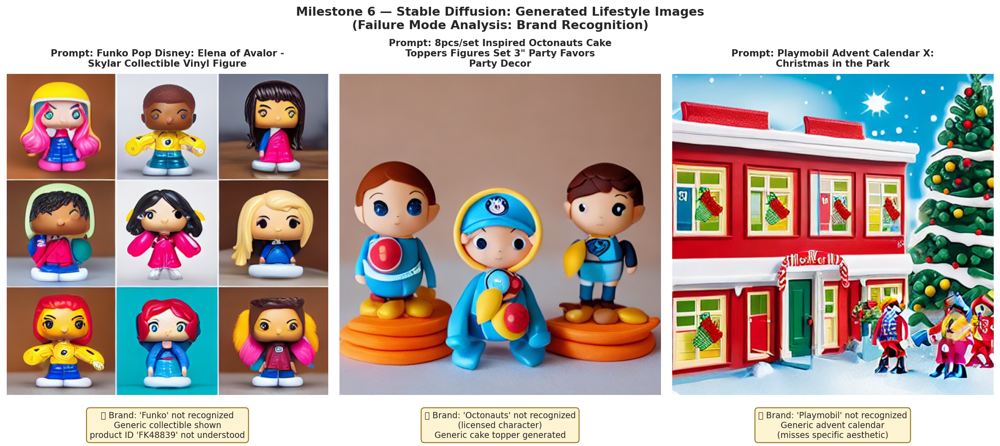 Milestone 6 — Stable Diffusion: Generated Lifestyle Images
(Failure Mode Analysis: Brand Recognition)
Prompt: Funko Pop Disney: Elena of Avalor -
Skylar Collectible Vinyl Figure
Prompt: 8pcs/set Inspired Octonauts Cake
Toppers Figures Set 3" Party Favors
Party Decor
Prompt: Playmobil Advent Calendar X:
Christmas in the Park
Brand: 'Funko' not recognized
Generic collectible shown
product ID 'FK48839' not understood
Brand: 'Octonauts' not recognized
(licensed character)
Generic cake topper generated
Brand: 'Playmobil' not recognized
Generic advent calendar
(misses specific aesthetic)